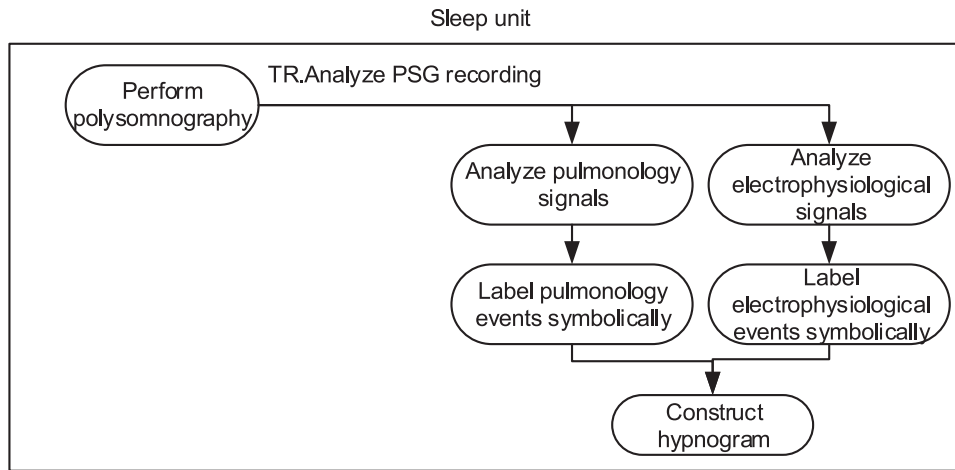 Sleep unit
Perform
polysomnography
TR.Analyze PSG recording
Analyze pulmonology
signals
Analyze
electrophysiological
signals
Label pulmonology
events symbolically
Label
electrophysiological
events symbolically
Construct
hypnogram